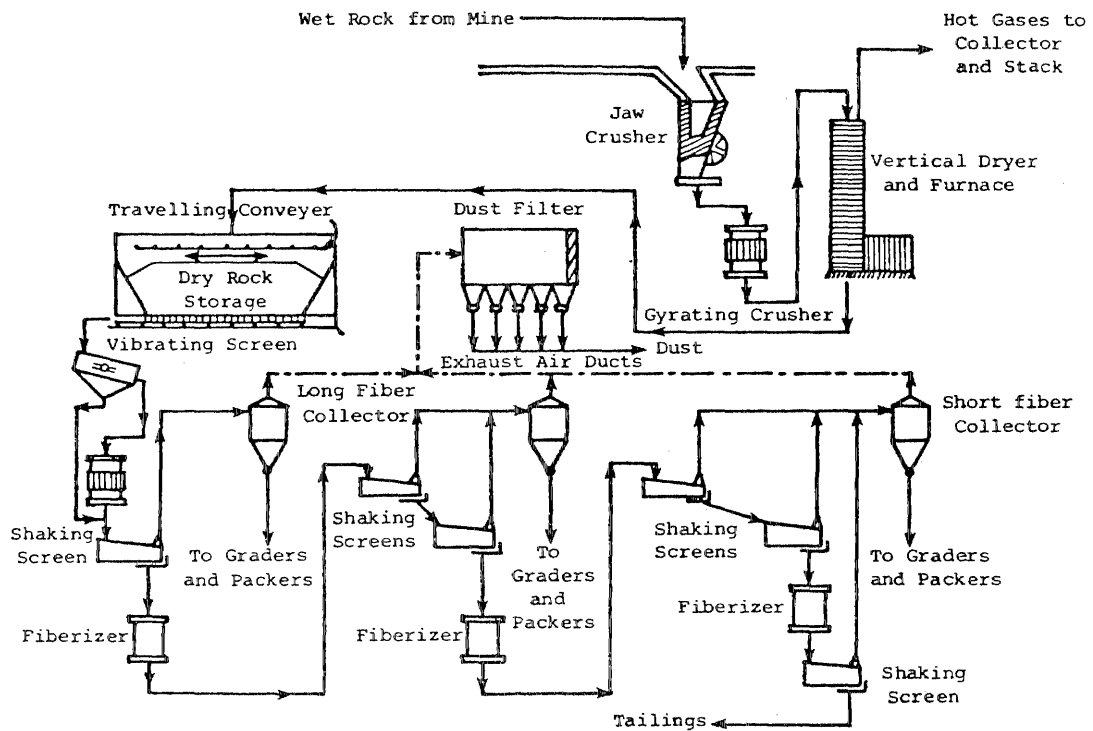 Wet Rock from Mine
Hot Gases to
Collector
and Stack
Jaw
Crusher
Vertical Dryer
and Furnace
Travelling Conveyer
Dust Filter
Dry Rock
Storage
Gyrating Crusher
Vibrating Screen
Exhaust Air Ducts
Dust
Long Fiber
Collector
Short fiber
Collector
Shaking
Screen
To Graders
and Packers
Shaking
Screens
To
Graders
and
Packers
Shaking
Screens
To Graders
and Packers
Fiberizer
Fiberizer
Fiberizer
Shaking
Screen
Tailings